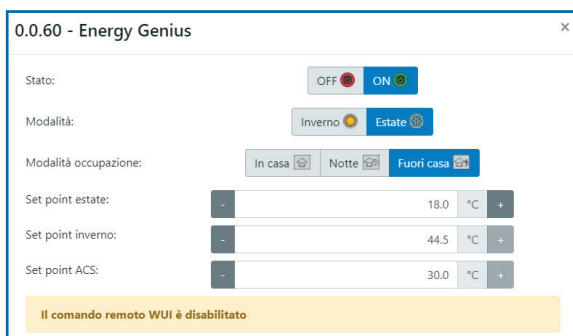 0.0.60 - Energy Genius ×
Stato: OFF ON
Modalità: Inverno Estate
Modalità occupazione: In casa Notte Fuori casa
Set point estate: - 18.0 °C +
Set point inverno: - 44.5 °C +
Set point ACS: - 30.0 °C +
Il comando remoto WUI è disabilitato